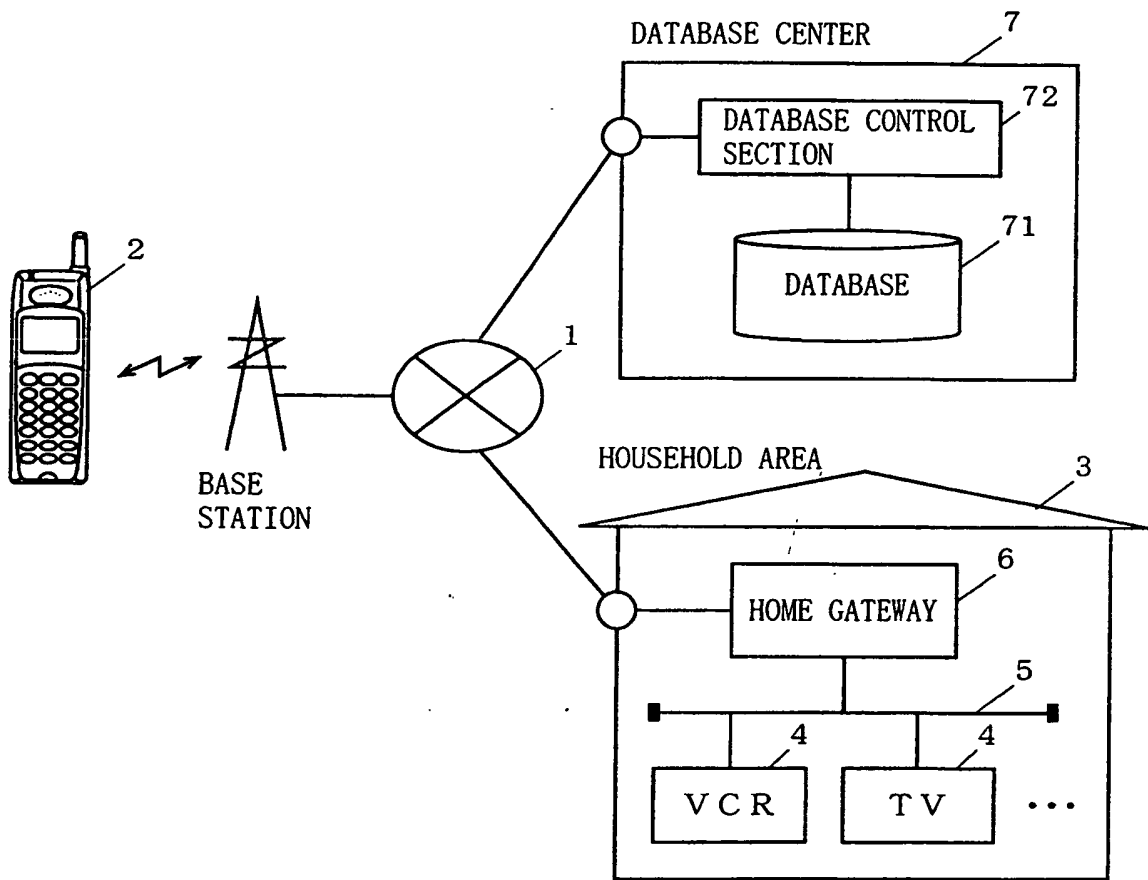 DATABASE CENTER
7
72
DATABASE CONTROL
SECTION
71
DATABASE
2
1
BASE
STATION
HOUSEHOLD AREA
3
6
HOME GATEWAY
5
4
4
VCR
TV
...